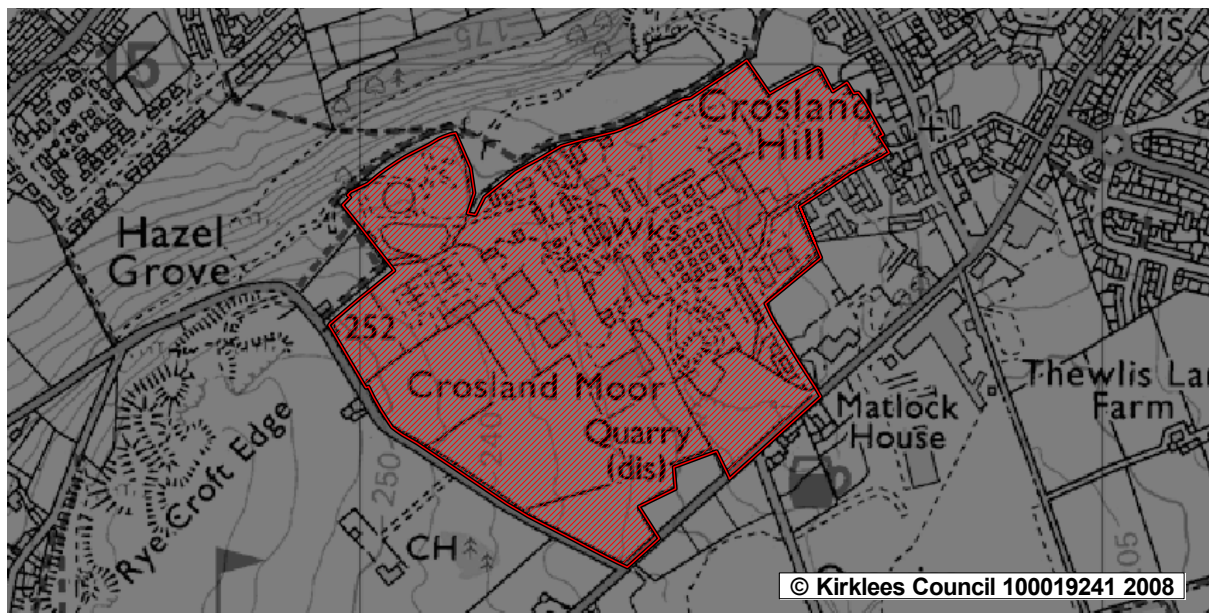 MS
15
175
Crosland
Hill
Hazel
Grove
Wks
252
Crosland Moor
Thewlis La
Farm
Matlock
House
Quarry
(dis)
240
250
Rye Croft Edge
CH
© Kirklees Council 100019241 2008